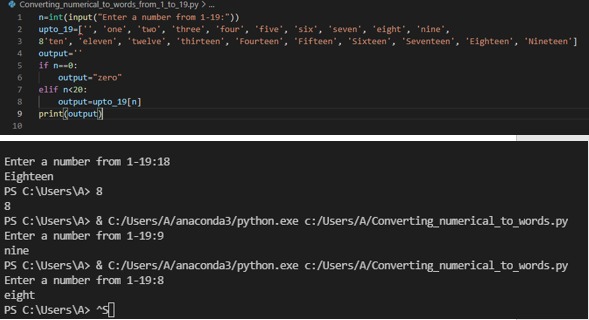 Converting_numerical_to_words_from_1_to_19.py > ...
1 n=int(input("Enter a number from 1-19:"))
2 upto_19=['', 'one', 'two', 'three', 'four', 'five', 'six', 'seven', 'eight', 'nine',
3 8'ten', 'eleven', 'twelve', 'thirteen', 'Fourteen', 'Fifteen', 'Sixteen', 'Seventeen', 'Eighteen', 'Nineteen']
4 output=''
5 if n==0:
6 output="zero"
7 elif n<20:
8 output=upto_19[n]
9 print(output)
10
Enter a number from 1-19:18
Eighteen
PS C:\Users\A> 8
8
PS C:\Users\A> & C:/Users/A/anaconda3/python.exe c:/Users/A/Converting_numerical_to_words.py
Enter a number from 1-19:9
nine
PS C:\Users\A> & C:/Users/A/anaconda3/python.exe c:/Users/A/Converting_numerical_to_words.py
Enter a number from 1-19:8
eight
PS C:\Users\A> ^S